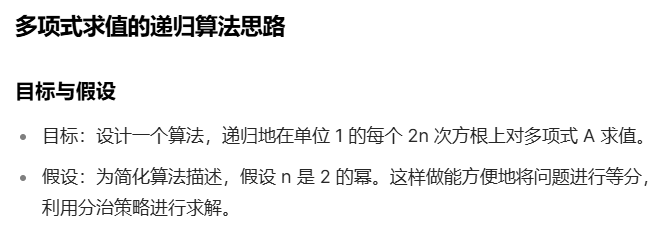 多项式求值的递归算法思路
目标与假设
• 目标：设计一个算法，递归地在单位 1 的每个 2n 次方根上对多项式 A 求值。
• 假设：为简化算法描述，假设 n 是 2 的幂。这样做能方便地将问题进行等分，
利用分治策略进行求解。